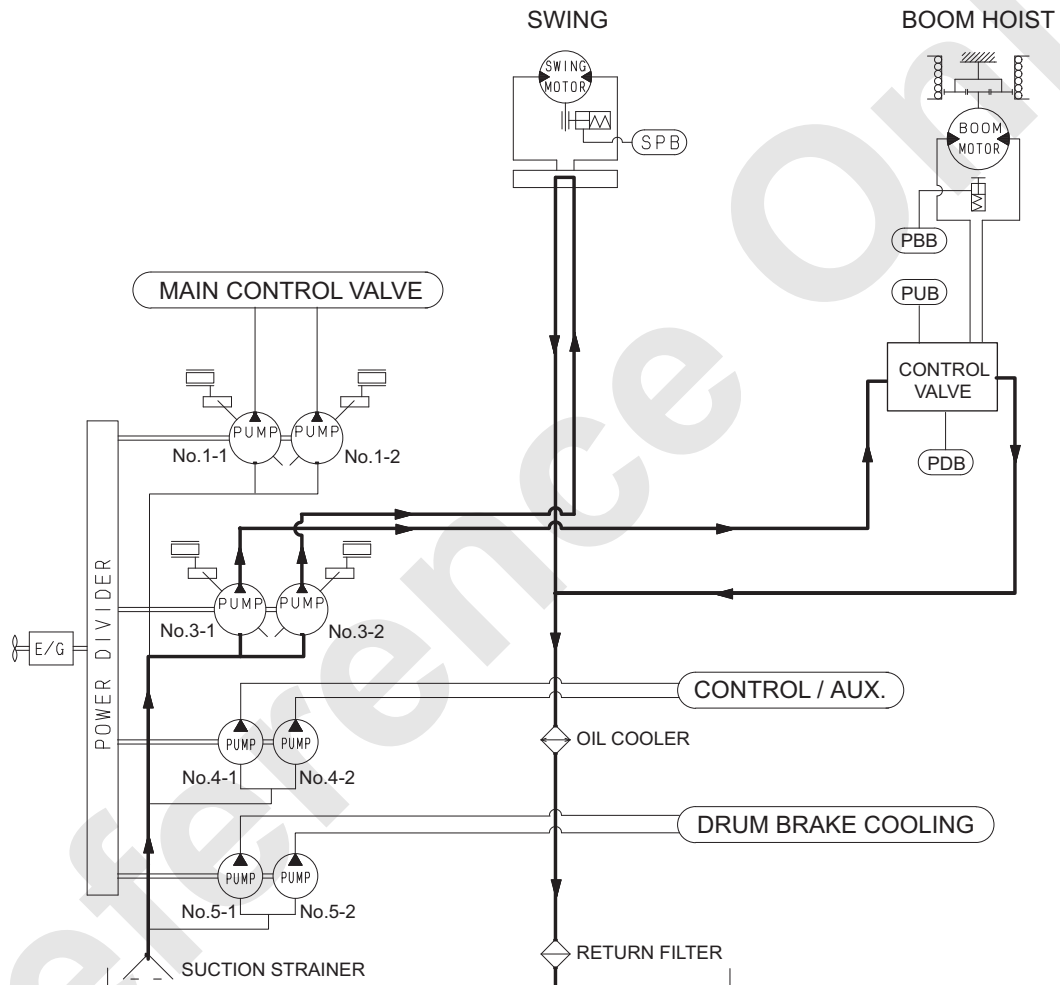 SWING
BOOM HOIST
SWING
MOTOR
SPB
BOOM
MOTOR
PBB
PUB
MAIN CONTROL VALVE
CONTROL
VALVE
PUMP
PUMP
No.1-1
No.1-2
PDB
POWER DIVIDER
PUMP
PUMP
No.3-1
No.3-2
E/G
CONTROL / AUX.
PUMP
PUMP
OIL COOLER
No.4-1
No.4-2
DRUM BRAKE COOLING
PUMP
PUMP
No.5-1
No.5-2
SUCTION STRAINER
RETURN FILTER
eference On